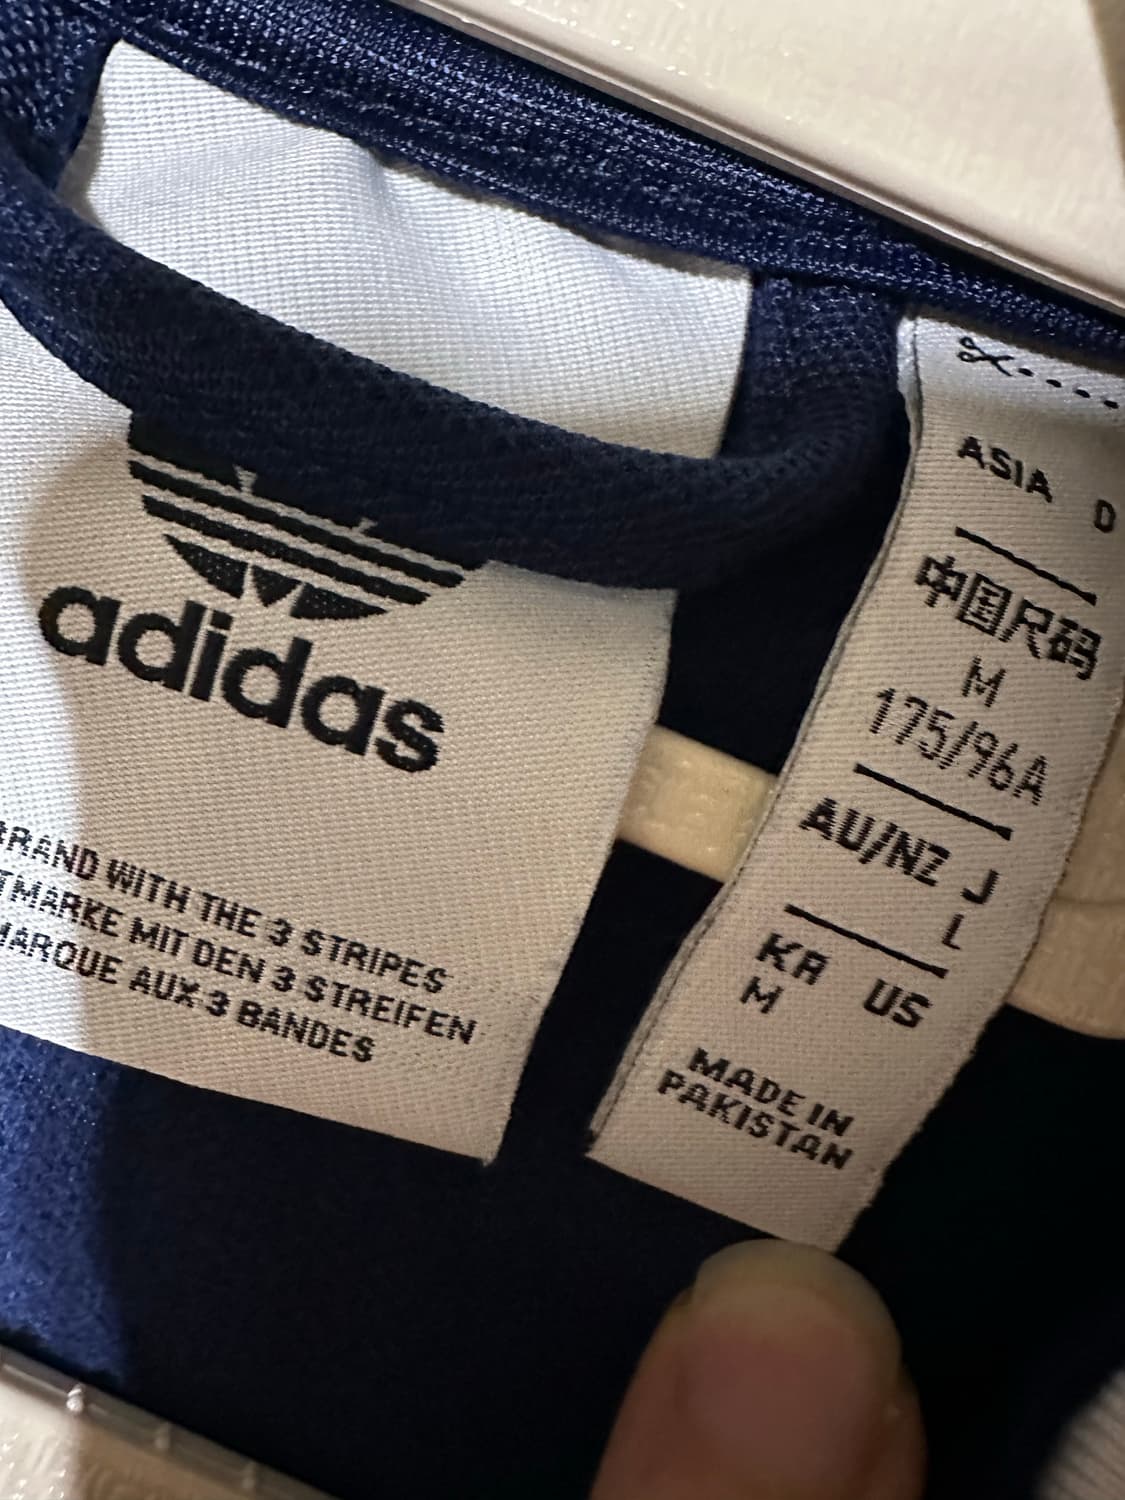 adidas
BRAND WITH THE 3 STRIPES
MARKE MIT DEN 3 STREIFEN
MARQUE AUX 3 BANDES
ASIA D
中国尺码
M
175/96A
AU/NZ J
L
KR US
M
MADE IN
PAKISTAN